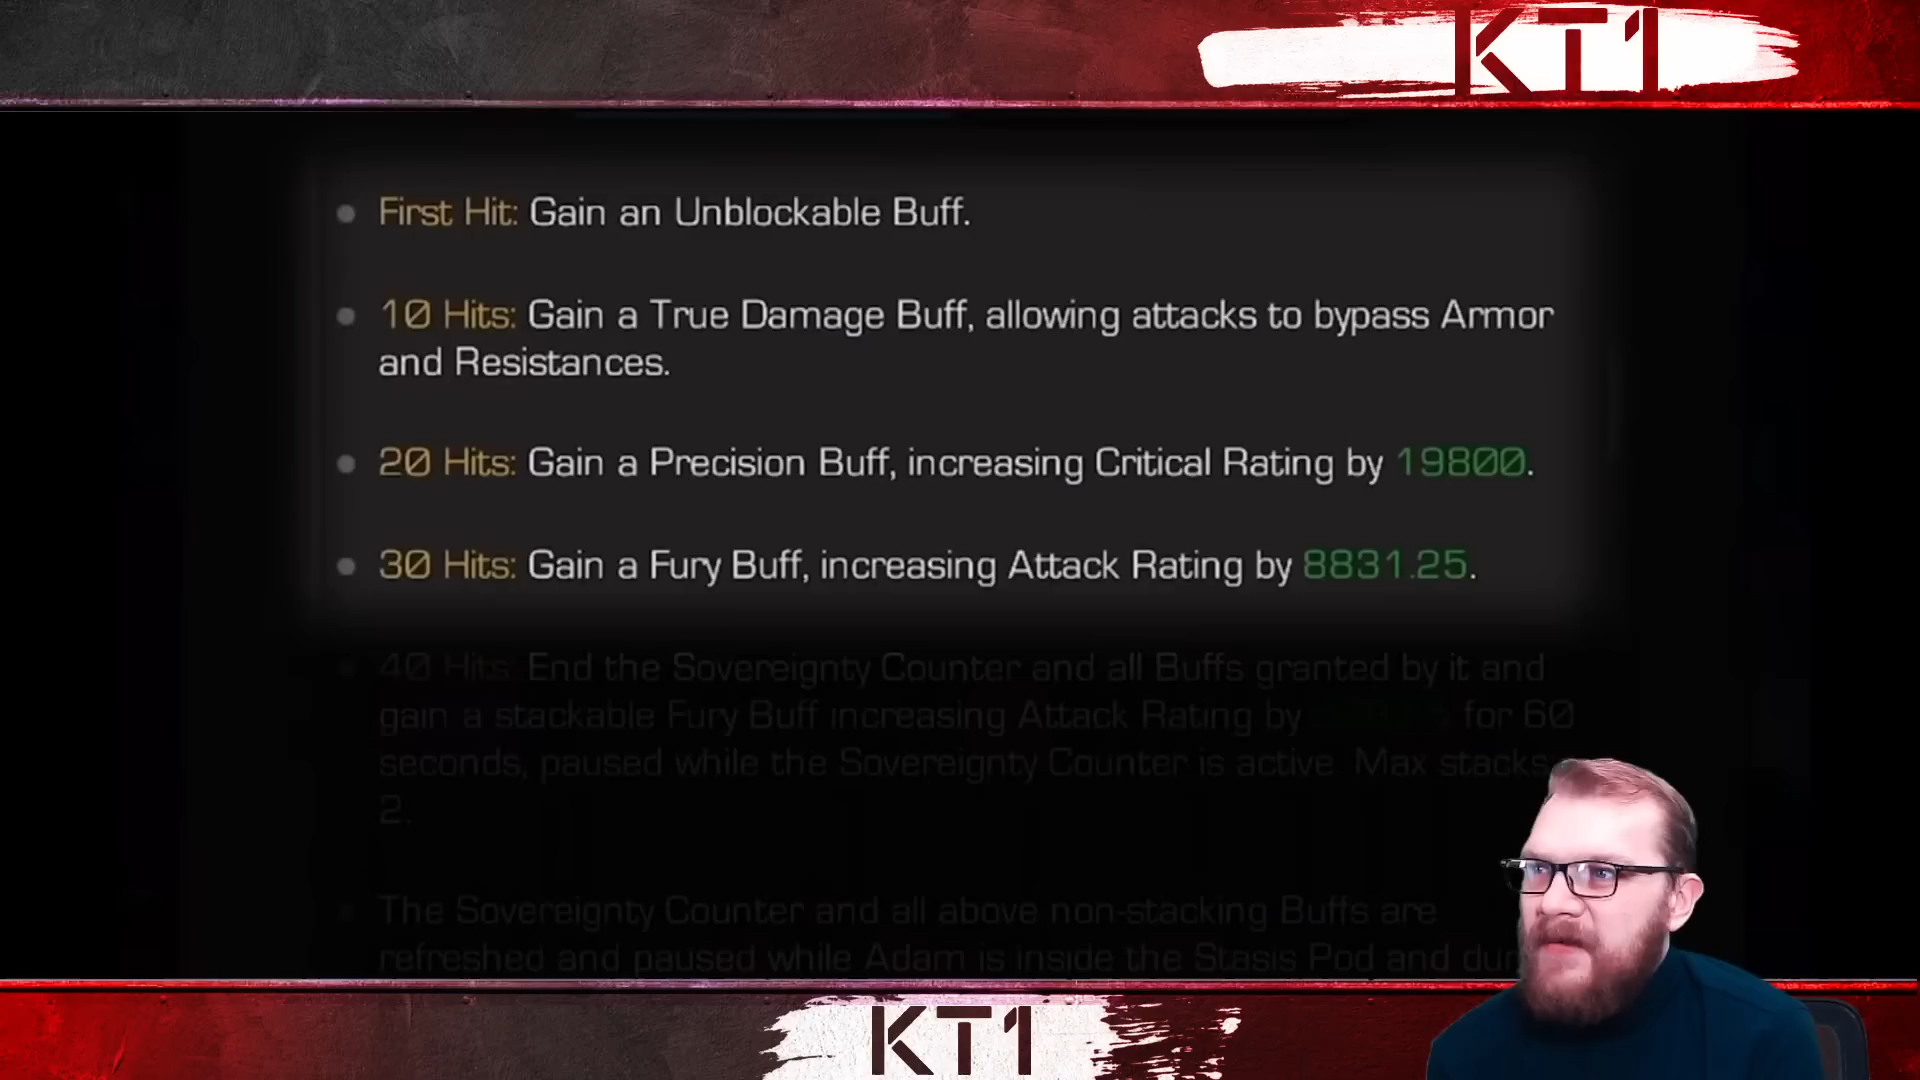 KT1
First Hit: Gain an Unblockable Buff.
10 Hits: Gain a True Damage Buff, allowing attacks to bypass Armor
and Resistances.
20 Hits: Gain a Precision Buff, increasing Critical Rating by 19800.
30 Hits: Gain a Fury Buff, increasing Attack Rating by 8831.25.
40 Hits: End the Sovereignty Counter and all Buffs granted by it and
gain a stackable Fury Buff increasing Attack Rating by for 60
seconds, paused while the Sovereignty Counter is active. Max stacks
2.
The Sovereignty Counter and all above non-stacking Buffs are
refreshed and paused while Adam is inside the Stasis Pod and
KT1